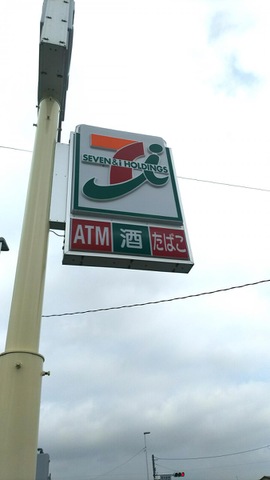 SEVEN & i HOLDINGS
ATM 酒 たばこ